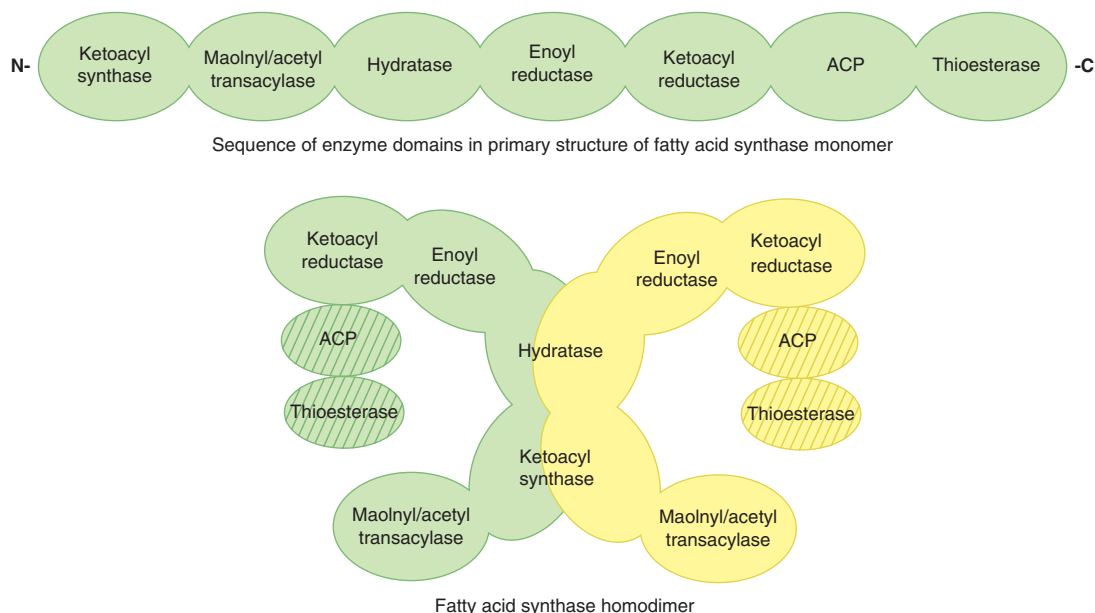 N-
Ketoacyl
synthase
Maolnyl/acetyl
transacylase
Hydratase
Enoyl
reductase
Ketoacyl
reductase
ACP
Thioesterase
-C
Sequence of enzyme domains in primary structure of fatty acid synthase monomer
Ketoacyl
reductase
Enoyl
reductase
Enoyl
reductase
Ketoacyl
reductase
ACP
ACP
Hydratase
Thioesterase
Thioesterase
Ketoacyl
synthase
Maolnyl/acetyl
transacylase
Maolnyl/acetyl
transacylase
Fatty acid synthase homodimer